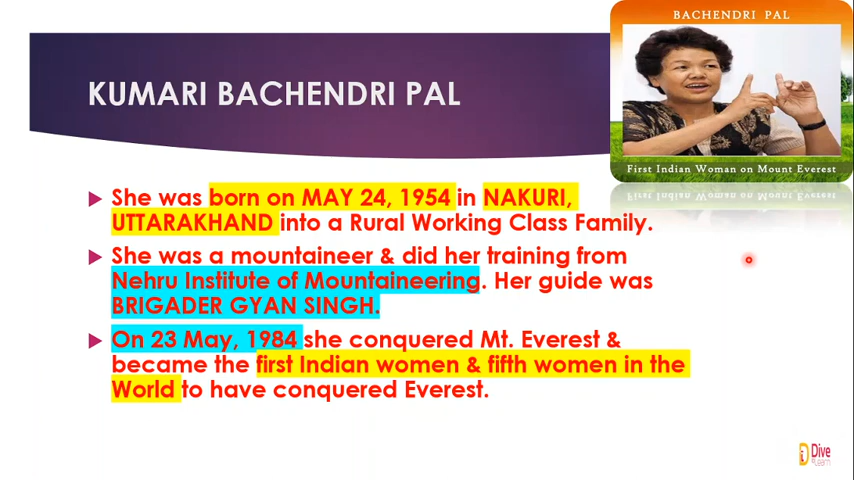 BACHENDRI PAL
KUMARI BACHENDRI PAL
First Indian Woman on Mount Everest
She was born on MAY 24, 1954 in NAKURI,
UTTARAKHAND into a Rural Working Class Family.
She was a mountaineer & did her training from
Nehru Institute of Mountaineering. Her guide was
BRIGADER GYAN SINGH.
On 23 May, 1984 she conquered Mt. Everest &
became the first Indian women & fifth women in the
World to have conquered Everest.
Dive
Learn